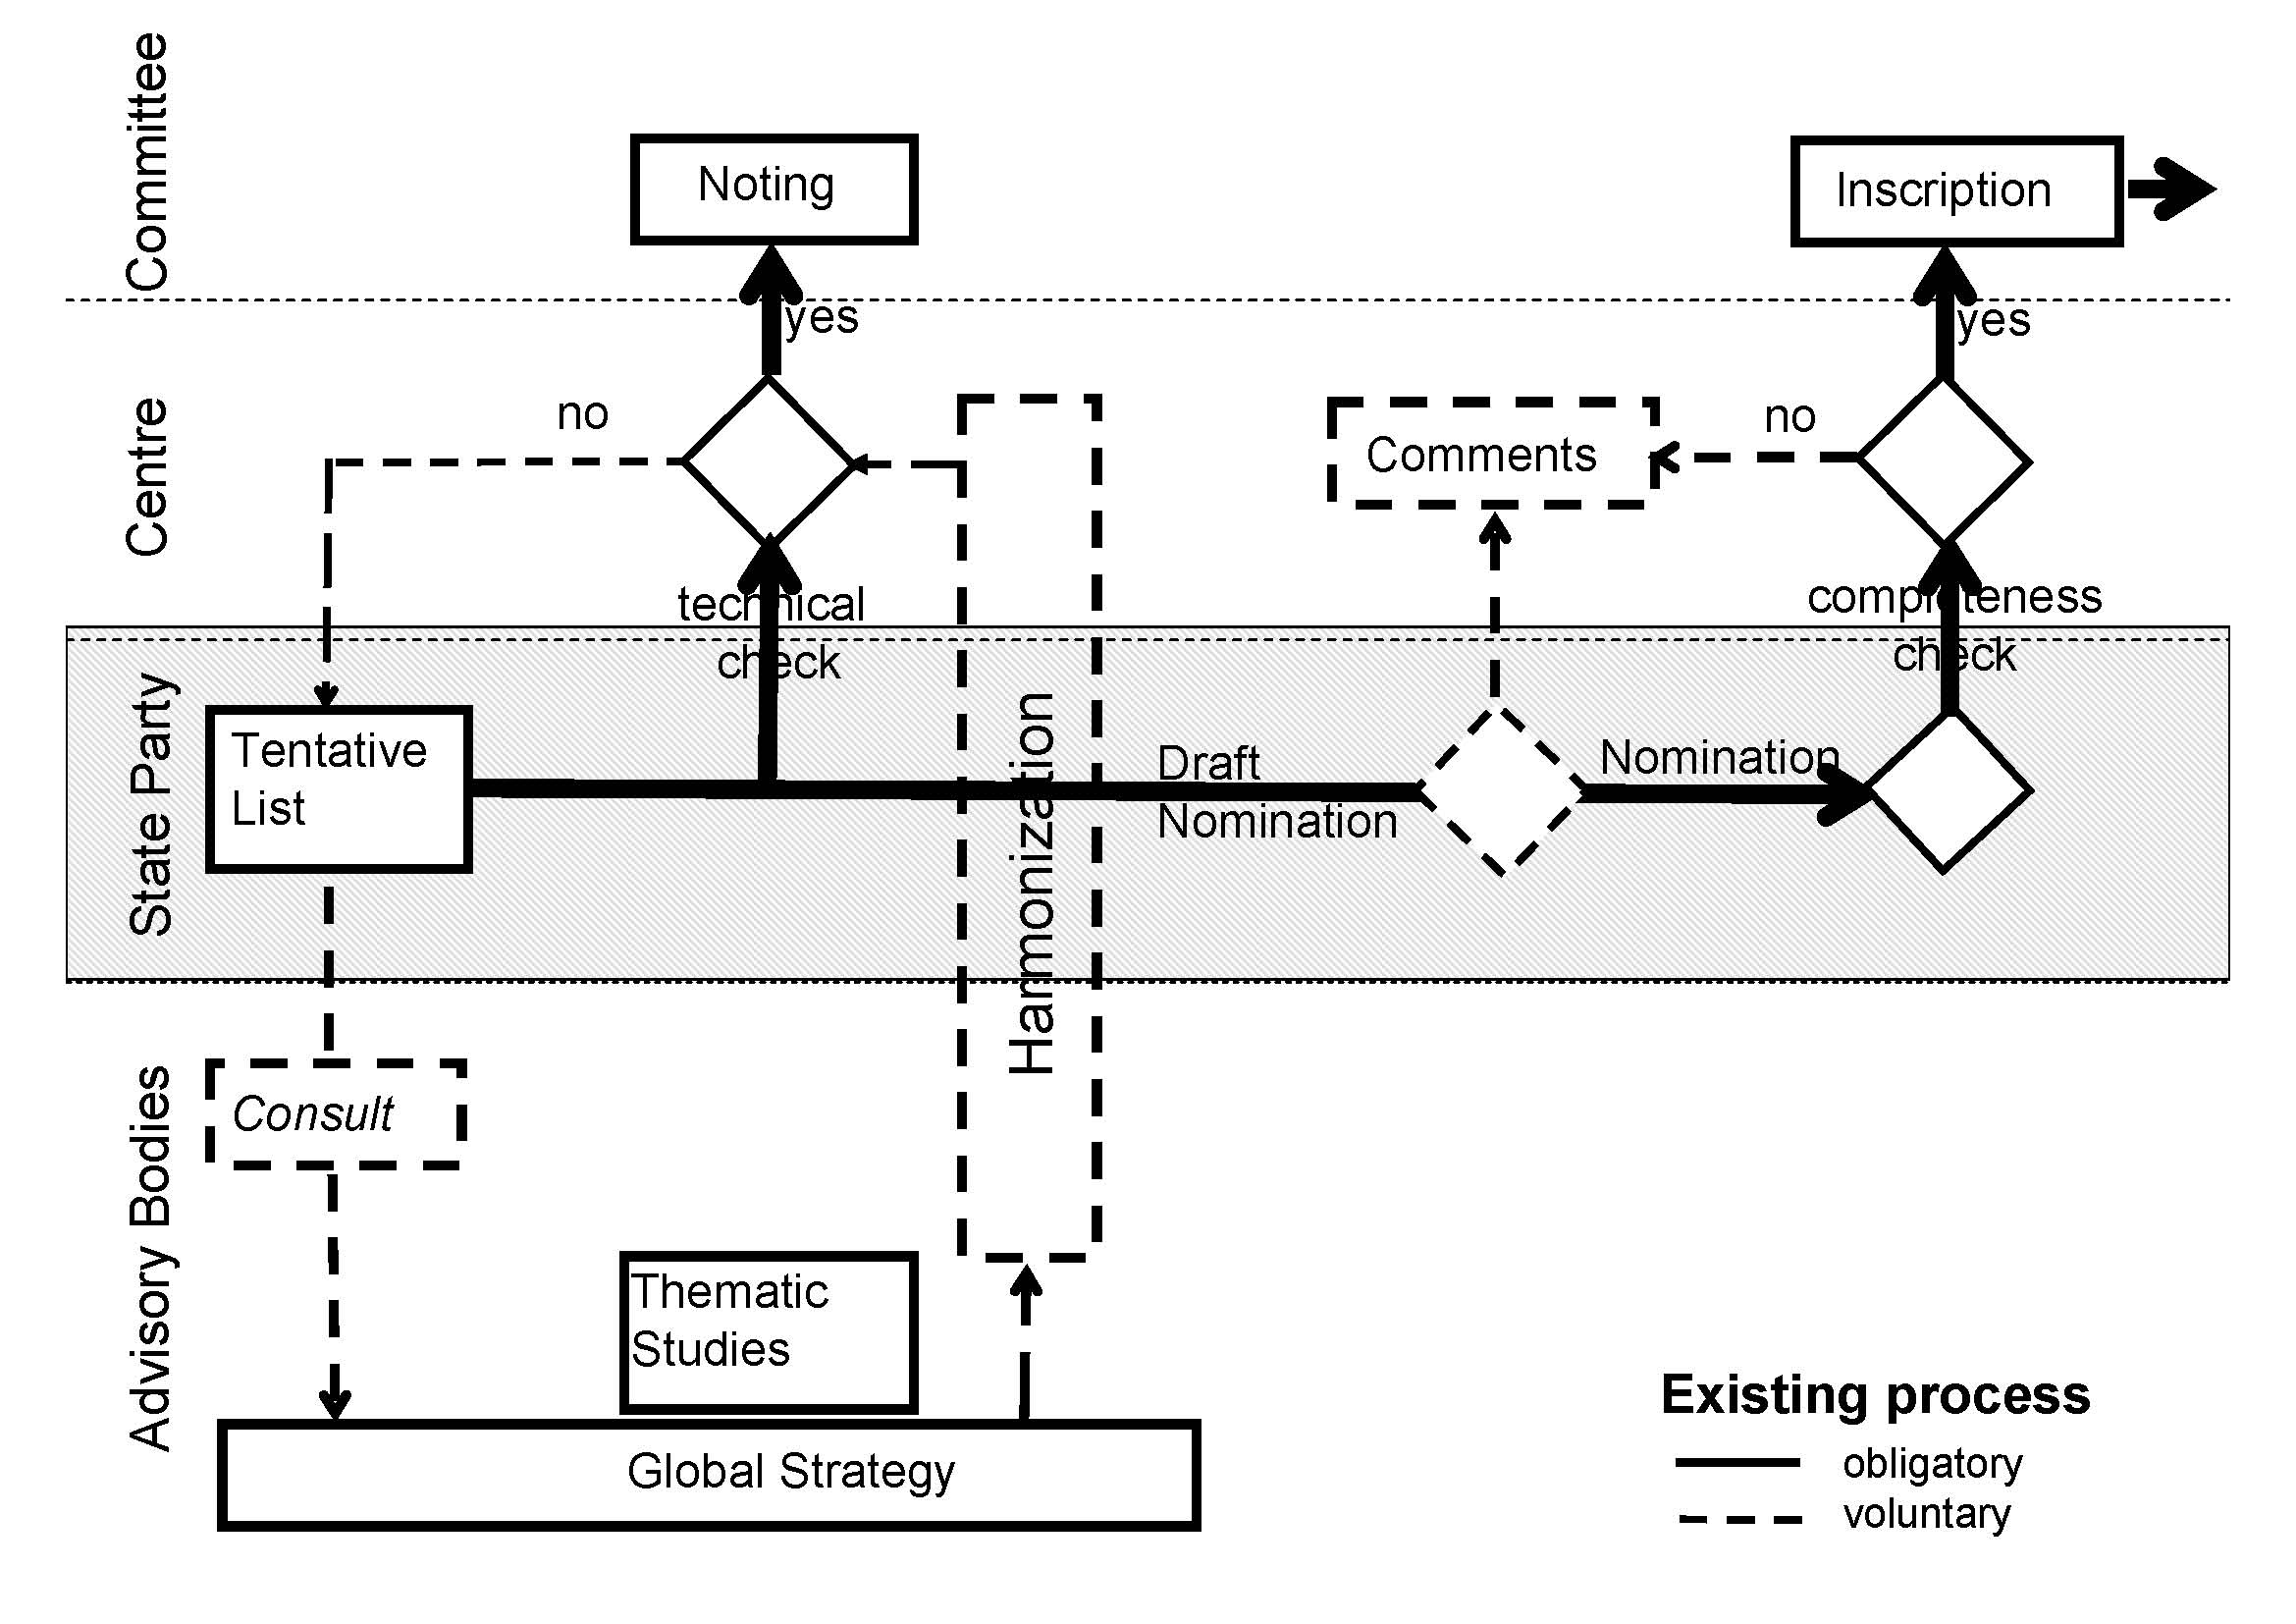 Committee
Noting
Inscription
yes
yes
Centre
no
Comments
no
technical
check
completeness
check
State Party
Tentative
List
Harmonization
Draft
Nomination
Nomination
Advisory Bodies
Consult
Thematic
Studies
Global Strategy
Existing process
obligatory
voluntary